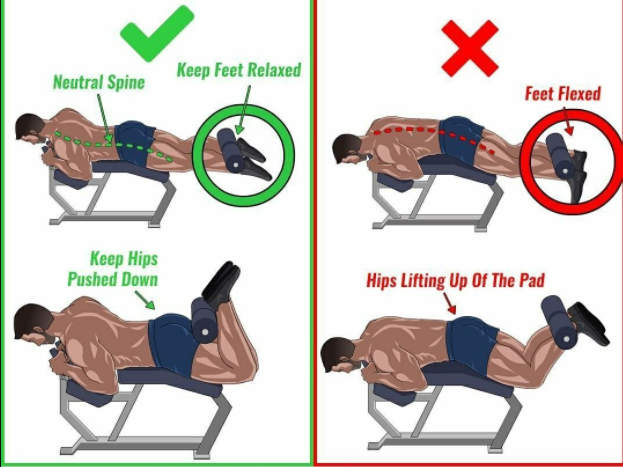 Neutral Spine
Keep Feet Relaxed
Feet Flexed
Keep Hips
Pushed Down
Hips Lifting Up Of The Pad